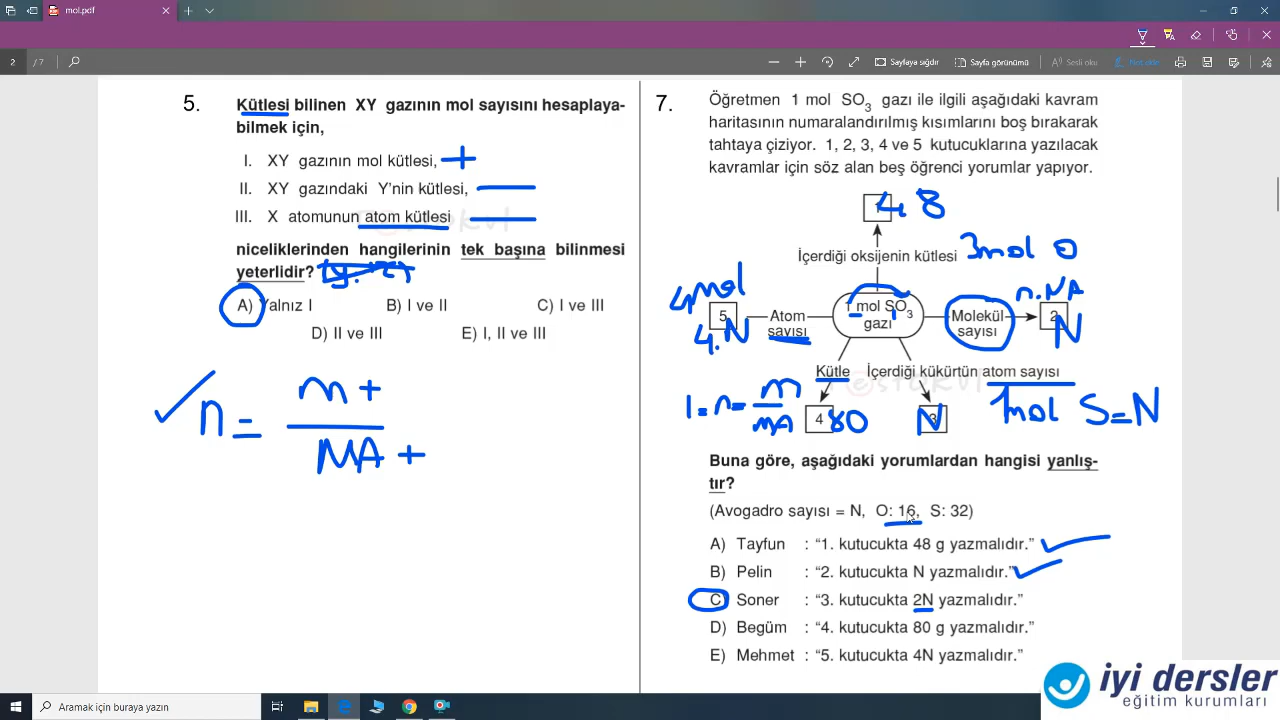 mol.pdf
2 / 7
Sayfaya sığdır
Sayfa görünümü
Sesli oku
Not ekle
5. Kütlesi bilinen XY gazının mol sayısını hesaplaya-
bilmek için,
I. XY gazının mol kütlesi, +
II. XY gazındaki Y'nin kütlesi, —
III. X atomunun atom kütlesi —
niceliklerinden hangilerinin tek başına bilinmesi
yeterlidir?
A) Yalnız I B) I ve II C) I ve III
D) II ve III E) I, II ve III
n = m +
MA +
7. Öğretmen 1 mol SO3 gazı ile ilgili aşağıdaki kavram
haritasının numaralandırılmış kısımlarını boş bırakarak
tahtaya çiziyor. 1, 2, 3, 4 ve 5 kutucuklarına yazılacak
kavramlar için söz alan beş öğrenci yorumlar yapıyor.
1 48
İçerdiği oksijenin kütlesi 3mol O
4mol
n.NA
5 Atom
sayısı
1 mol SO3
gazı
Molekül
sayısı
2
4.N
N
Kütle
İçerdiği kükürtün atom sayısı
1=n= m
MA
4 80
3 N
1mol S=N
Buna göre, aşağıdaki yorumlardan hangisi yanlış-
tır?
(Avogadro sayısı = N, O: 16, S: 32)
A) Tayfun : “1. kutucukta 48 g yazmalıdır.”
B) Pelin : “2. kutucukta N yazmalıdır.”
C) Soner : “3. kutucukta 2N yazmalıdır.”
D) Begüm : “4. kutucukta 80 g yazmalıdır.”
E) Mehmet : “5. kutucukta 4N yazmalıdır.”
iyi dersler
eğitim kurumları
Aramak için buraya yazın